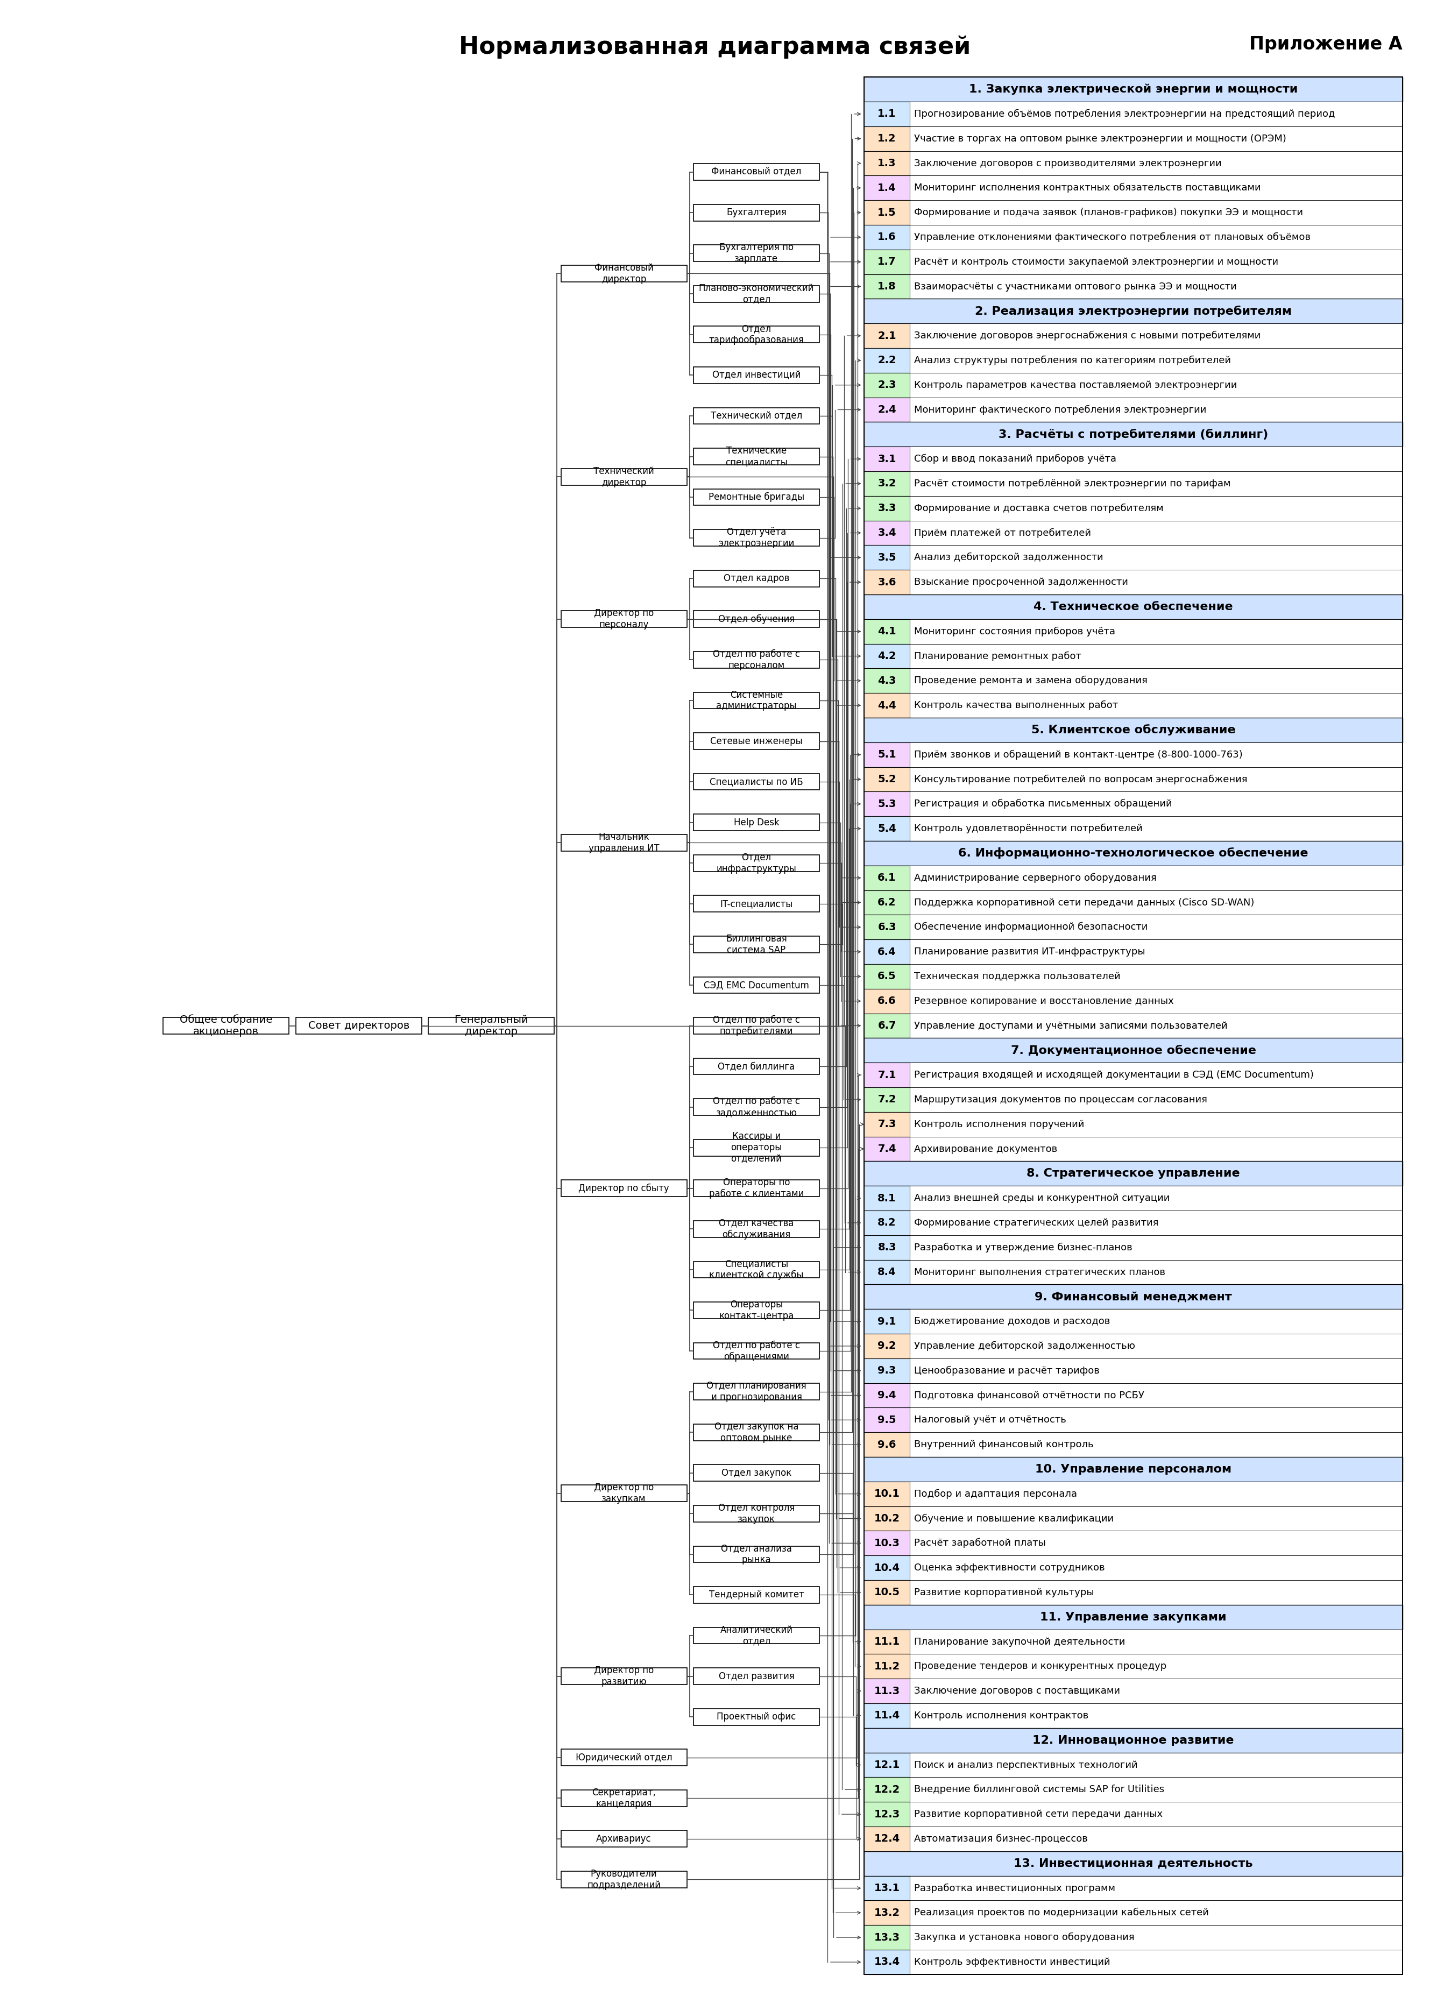 Нормализованная диаграмма связей
Приложение А
Общее собрание
акционеров
Совет директоров
Генеральный
директор
Финансовый
директор
Технический
директор
Директор по
персоналу
Начальник
управления ИТ
Директор по сбыту
Директор по
закупкам
Директор по
развитию
Юридический отдел
Секретариат,
канцелярия
Архивариус
Руководители
подразделений
Финансовый отдел
Бухгалтерия
Бухгалтерия по
зарплате
Планово-экономический
отдел
Отдел
тарифообразования
Отдел инвестиций
Технический отдел
Технические
специалисты
Ремонтные бригады
Отдел учёта
электроэнергии
Отдел кадров
Отдел обучения
Отдел по работе с
персоналом
Системные
администраторы
Сетевые инженеры
Специалисты по ИБ
Help Desk
Отдел
инфраструктуры
IT-специалисты
Биллинговая
система SAP
СЭД EMC Documentum
Отдел по работе с
потребителями
Отдел биллинга
Отдел по работе с
задолженностью
Кассиры и
операторы
отделений
Операторы по
работе с клиентами
Отдел качества
обслуживания
Специалисты
клиентской службы
Операторы
контакт-центра
Отдел по работе с
обращениями
Отдел планирования
и прогнозирования
Отдел закупок на
оптовом рынке
Отдел закупок
Отдел контроля
закупок
Отдел анализа
рынка
Тендерный комитет
Аналитический
отдел
Отдел развития
Проектный офис
1. Закупка электрической энергии и мощности
1.1 Прогнозирование объёмов потребления электроэнергии на предстоящий период
1.2 Участие в торгах на оптовом рынке электроэнергии и мощности (ОРЭМ)
1.3 Заключение договоров с производителями электроэнергии
1.4 Мониторинг исполнения контрактных обязательств поставщиками
1.5 Формирование и подача заявок (планов-графиков) покупки ЭЭ и мощности
1.6 Управление отклонениями фактического потребления от плановых объёмов
1.7 Расчёт и контроль стоимости закупаемой электроэнергии и мощности
1.8 Взаиморасчёты с участниками оптового рынка ЭЭ и мощности
2. Реализация электроэнергии потребителям
2.1 Заключение договоров энергоснабжения с новыми потребителями
2.2 Анализ структуры потребления по категориям потребителей
2.3 Контроль параметров качества поставляемой электроэнергии
2.4 Мониторинг фактического потребления электроэнергии
3. Расчёты с потребителями (биллинг)
3.1 Сбор и ввод показаний приборов учёта
3.2 Расчёт стоимости потреблённой электроэнергии по тарифам
3.3 Формирование и доставка счетов потребителям
3.4 Приём платежей от потребителей
3.5 Анализ дебиторской задолженности
3.6 Взыскание просроченной задолженности
4. Техническое обеспечение
4.1 Мониторинг состояния приборов учёта
4.2 Планирование ремонтных работ
4.3 Проведение ремонта и замена оборудования
4.4 Контроль качества выполненных работ
5. Клиентское обслуживание
5.1 Приём звонков и обращений в контакт-центре (8-800-1000-763)
5.2 Консультирование потребителей по вопросам энергоснабжения
5.3 Регистрация и обработка письменных обращений
5.4 Контроль удовлетворённости потребителей
6. Информационно-технологическое обеспечение
6.1 Администрирование серверного оборудования
6.2 Поддержка корпоративной сети передачи данных (Cisco SD-WAN)
6.3 Обеспечение информационной безопасности
6.4 Планирование развития ИТ-инфраструктуры
6.5 Техническая поддержка пользователей
6.6 Резервное копирование и восстановление данных
6.7 Управление доступами и учётными записями пользователей
7. Документационное обеспечение
7.1 Регистрация входящей и исходящей документации в СЭД (EMC Documentum)
7.2 Маршрутизация документов по процессам согласования
7.3 Контроль исполнения поручений
7.4 Архивирование документов
8. Стратегическое управление
8.1 Анализ внешней среды и конкурентной ситуации
8.2 Формирование стратегических целей развития
8.3 Разработка и утверждение бизнес-планов
8.4 Мониторинг выполнения стратегических планов
9. Финансовый менеджмент
9.1 Бюджетирование доходов и расходов
9.2 Управление дебиторской задолженностью
9.3 Ценообразование и расчёт тарифов
9.4 Подготовка финансовой отчётности по РСБУ
9.5 Налоговый учёт и отчётность
9.6 Внутренний финансовый контроль
10. Управление персоналом
10.1 Подбор и адаптация персонала
10.2 Обучение и повышение квалификации
10.3 Расчёт заработной платы
10.4 Оценка эффективности сотрудников
10.5 Развитие корпоративной культуры
11. Управление закупками
11.1 Планирование закупочной деятельности
11.2 Проведение тендеров и конкурентных процедур
11.3 Заключение договоров с поставщиками
11.4 Контроль исполнения контрактов
12. Инновационное развитие
12.1 Поиск и анализ перспективных технологий
12.2 Внедрение биллинговой системы SAP for Utilities
12.3 Развитие корпоративной сети передачи данных
12.4 Автоматизация бизнес-процессов
13. Инвестиционная деятельность
13.1 Разработка инвестиционных программ
13.2 Реализация проектов по модернизации кабельных сетей
13.3 Закупка и установка нового оборудования
13.4 Контроль эффективности инвестиций